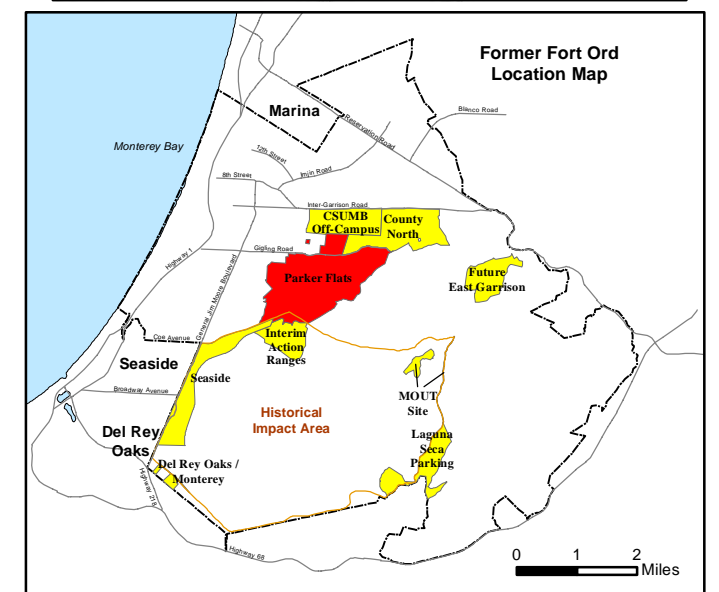 Former Fort Ord
Location Map
Marina
Blanco Road
Reservation Road
Monterey Bay
12th Street
Imjin Road
8th Street
Inter-Garrison Road
CSUMB
Off-Campus
County
North
Gigling Road
Highway 1
General Jim Moore Boulevard
Parker Flats
Future
East Garrison
Coe Avenue
Interim
Action
Ranges
Seaside
Seaside
Broadway Avenue
MOUT
Site
Historical
Impact Area
Del Rey
Oaks
Laguna
Seca
Parking
Del Rey Oaks /
Monterey
Highway 218
Highway 68
0 1 2
Miles